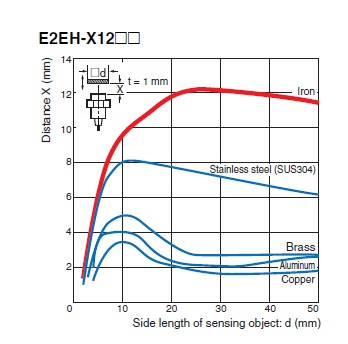 E2EH-X12□□
Distance X (mm)
14
12
10
8
6
4
2
□d
t = 1 mm
X
Iron
Stainless steel (SUS304)
Brass
Aluminum
Copper
0 10 20 30 40 50
Side length of sensing object: d (mm)